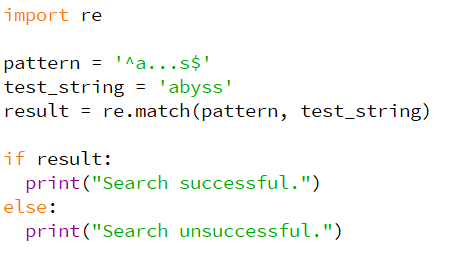 import re

pattern = '^a...s$'
test_string = 'abyss'
result = re.match(pattern, test_string)

if result:
  print("Search successful.")
else:
  print("Search unsuccessful.")